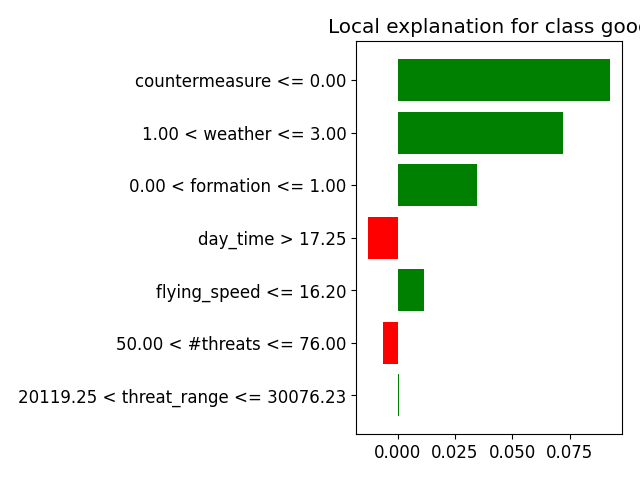 Local explanation for class good
countermeasure <= 0.00
1.00 < weather <= 3.00
0.00 < formation <= 1.00
day_time > 17.25
flying_speed <= 16.20
50.00 < #threats <= 76.00
20119.25 < threat_range <= 30076.23
0.000 0.025 0.050 0.075